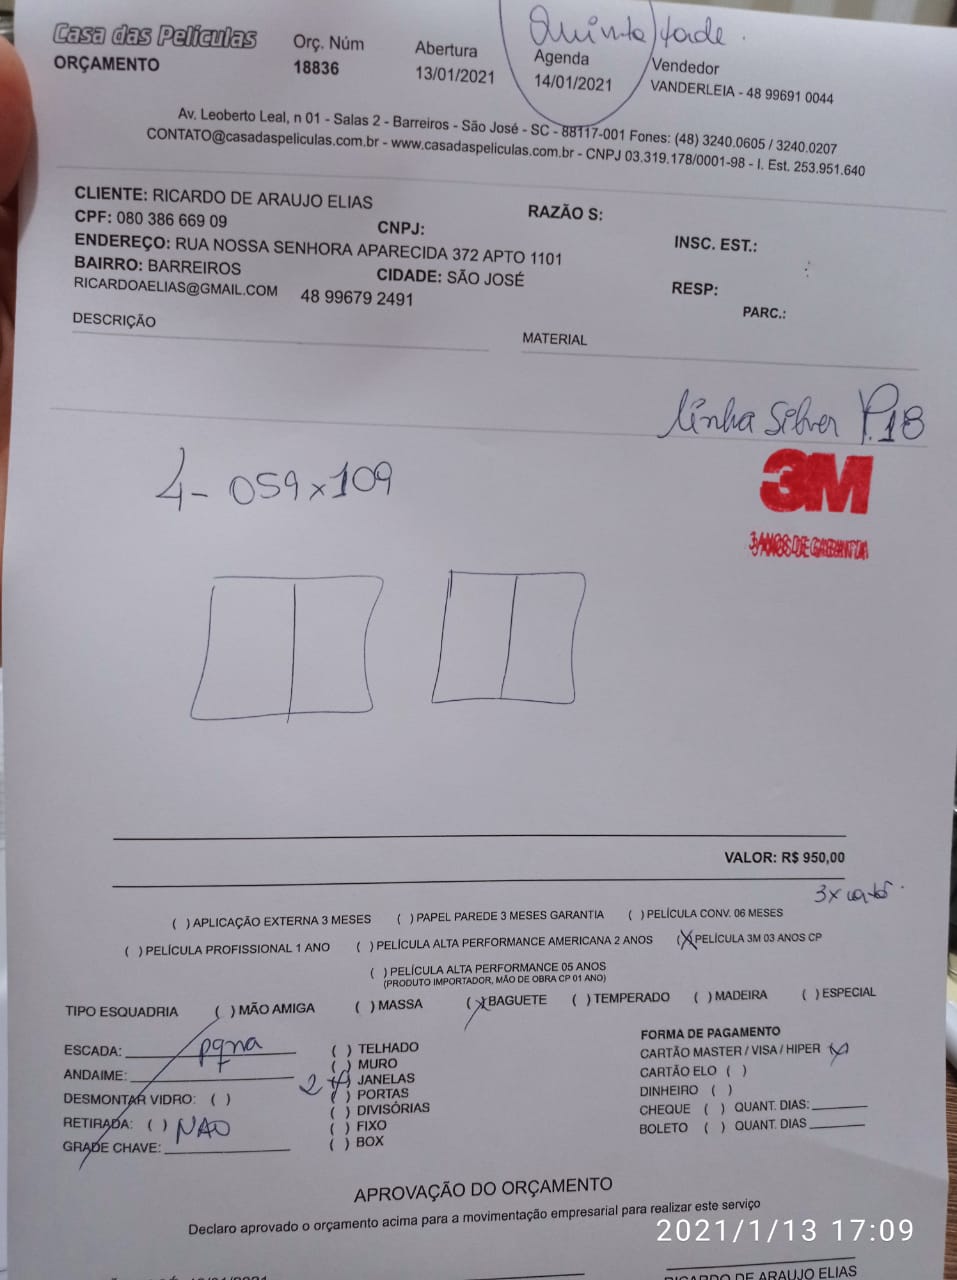 Quinta/tarde.
Casa das Películas
ORÇAMENTO
Orç. Núm
18836
Abertura
13/01/2021
Agenda
14/01/2021
Vendedor
VANDERLEIA - 48 99691 0044
Av. Leoberto Leal, n 01 - Salas 2 - Barreiros - São José - SC - 88117-001 Fones: (48) 3240.0605 / 3240.0207
CONTATO@casadaspeliculas.com.br - www.casadaspeliculas.com.br - CNPJ 03.319.178/0001-98 - I. Est. 253.951.640
CLIENTE: RICARDO DE ARAUJO ELIAS RAZÃO S:
CPF: 080 386 669 09 CNPJ: INSC. EST.:
ENDEREÇO: RUA NOSSA SENHORA APARECIDA 372 APTO 1101
BAIRRO: BARREIROS CIDADE: SÃO JOSÉ RESP:
RICARDOAELIAS@GMAIL.COM 48 99679 2491 PARC.:
DESCRIÇÃO MATERIAL
linha Silver P.18
4- 059x109
3M
3 ANOS DE GARANTIA
VALOR: R$ 950,00
3x
( ) APLICAÇÃO EXTERNA 3 MESES ( ) PAPEL PAREDE 3 MESES GARANTIA ( ) PELÍCULA CONV. 06 MESES
( ) PELÍCULA PROFISSIONAL 1 ANO ( ) PELÍCULA ALTA PERFORMANCE AMERICANA 2 ANOS (X) PELÍCULA 3M 03 ANOS CP
( ) PELÍCULA ALTA PERFORMANCE 05 ANOS
(PRODUTO IMPORTADOR, MÃO DE OBRA CP 01 ANO)
TIPO ESQUADRIA ( ) MÃO AMIGA ( ) MASSA (X) BAGUETE ( ) TEMPERADO ( ) MADEIRA ( ) ESPECIAL
ESCADA: pqna
ANDAIME:
DESMONTAR VIDRO: ( )
RETIRADA: ( ) NÃO
GRADE CHAVE:
( ) TELHADO
( ) MURO
2 (X) JANELAS
( ) PORTAS
( ) DIVISÓRIAS
( ) FIXO
( ) BOX
FORMA DE PAGAMENTO
CARTÃO MASTER / VISA / HIPER (X)
CARTÃO ELO ( )
DINHEIRO ( )
CHEQUE ( ) QUANT. DIAS:
BOLETO ( ) QUANT. DIAS
APROVAÇÃO DO ORÇAMENTO
Declaro aprovado o orçamento acima para a movimentação empresarial para realizar este serviço
2021/1/13 17:09
RICARDO DE ARAUJO ELIAS